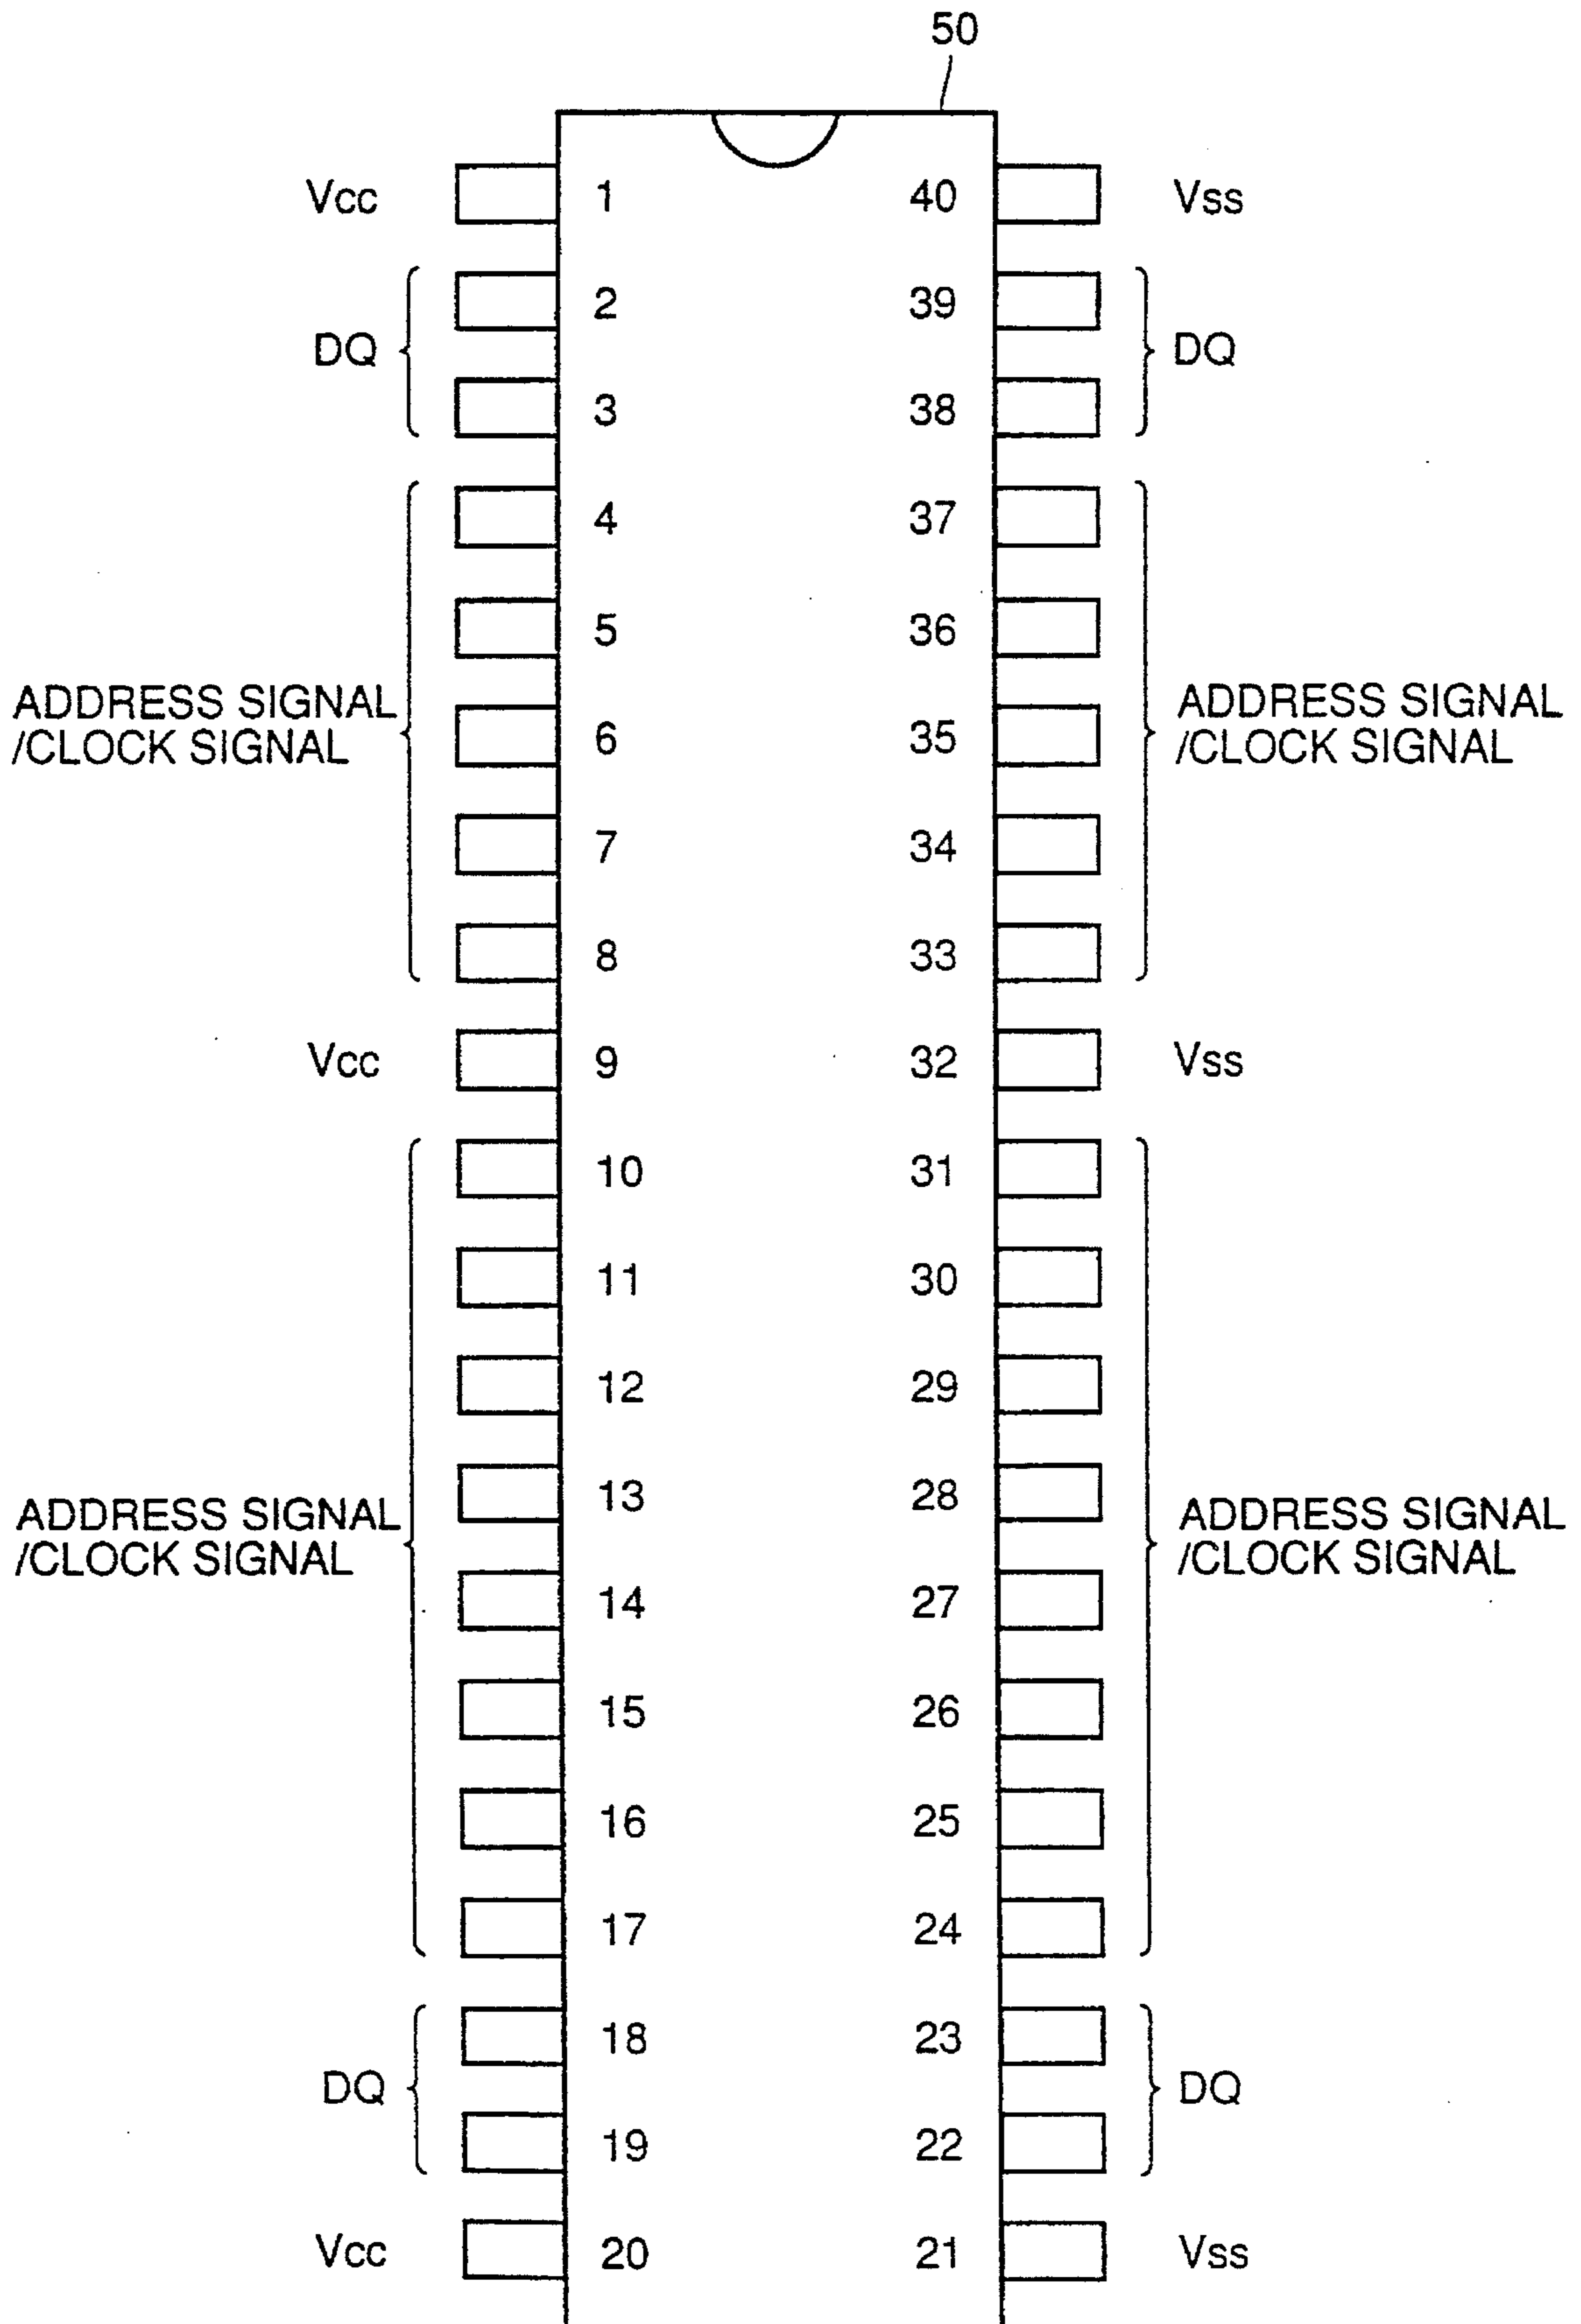 50
Vcc 1 40 Vss
2 39
DQ DQ
3 38
4 37
5 36
ADDRESS SIGNAL ADDRESS SIGNAL
/CLOCK SIGNAL 6 35 /CLOCK SIGNAL
7 34
8 33
Vcc 9 32 Vss
10 31
11 30
12 29
13 28
ADDRESS SIGNAL ADDRESS SIGNAL
/CLOCK SIGNAL /CLOCK SIGNAL
14 27
15 26
16 25
17 24
18 23
DQ DQ
19 22
Vcc 20 21 Vss